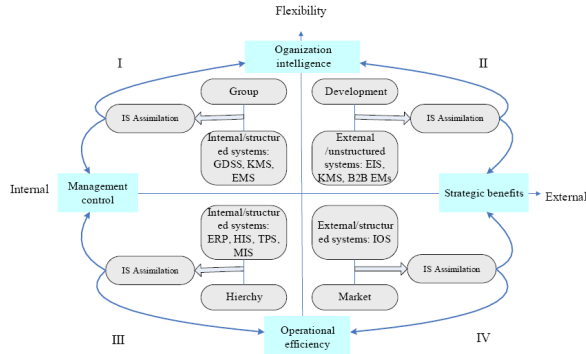 Flexibility
Oganization
intelligence
I
II
Group
Development
IS Assimilation
IS Assimilation
Internal/structur
ed systems:
GDSS, KMS,
EMS
External
/unstructured
systems: EIS,
KMS, B2B EMs
Internal
Management
control
Strategic benefits
External
Internal/structur
ed systems:
ERP, HIS, TPS,
MIS
External/structu
red systems: IOS
IS Assimilation
IS Assimilation
Hierchy
Market
III
IV
Operational
efficiency